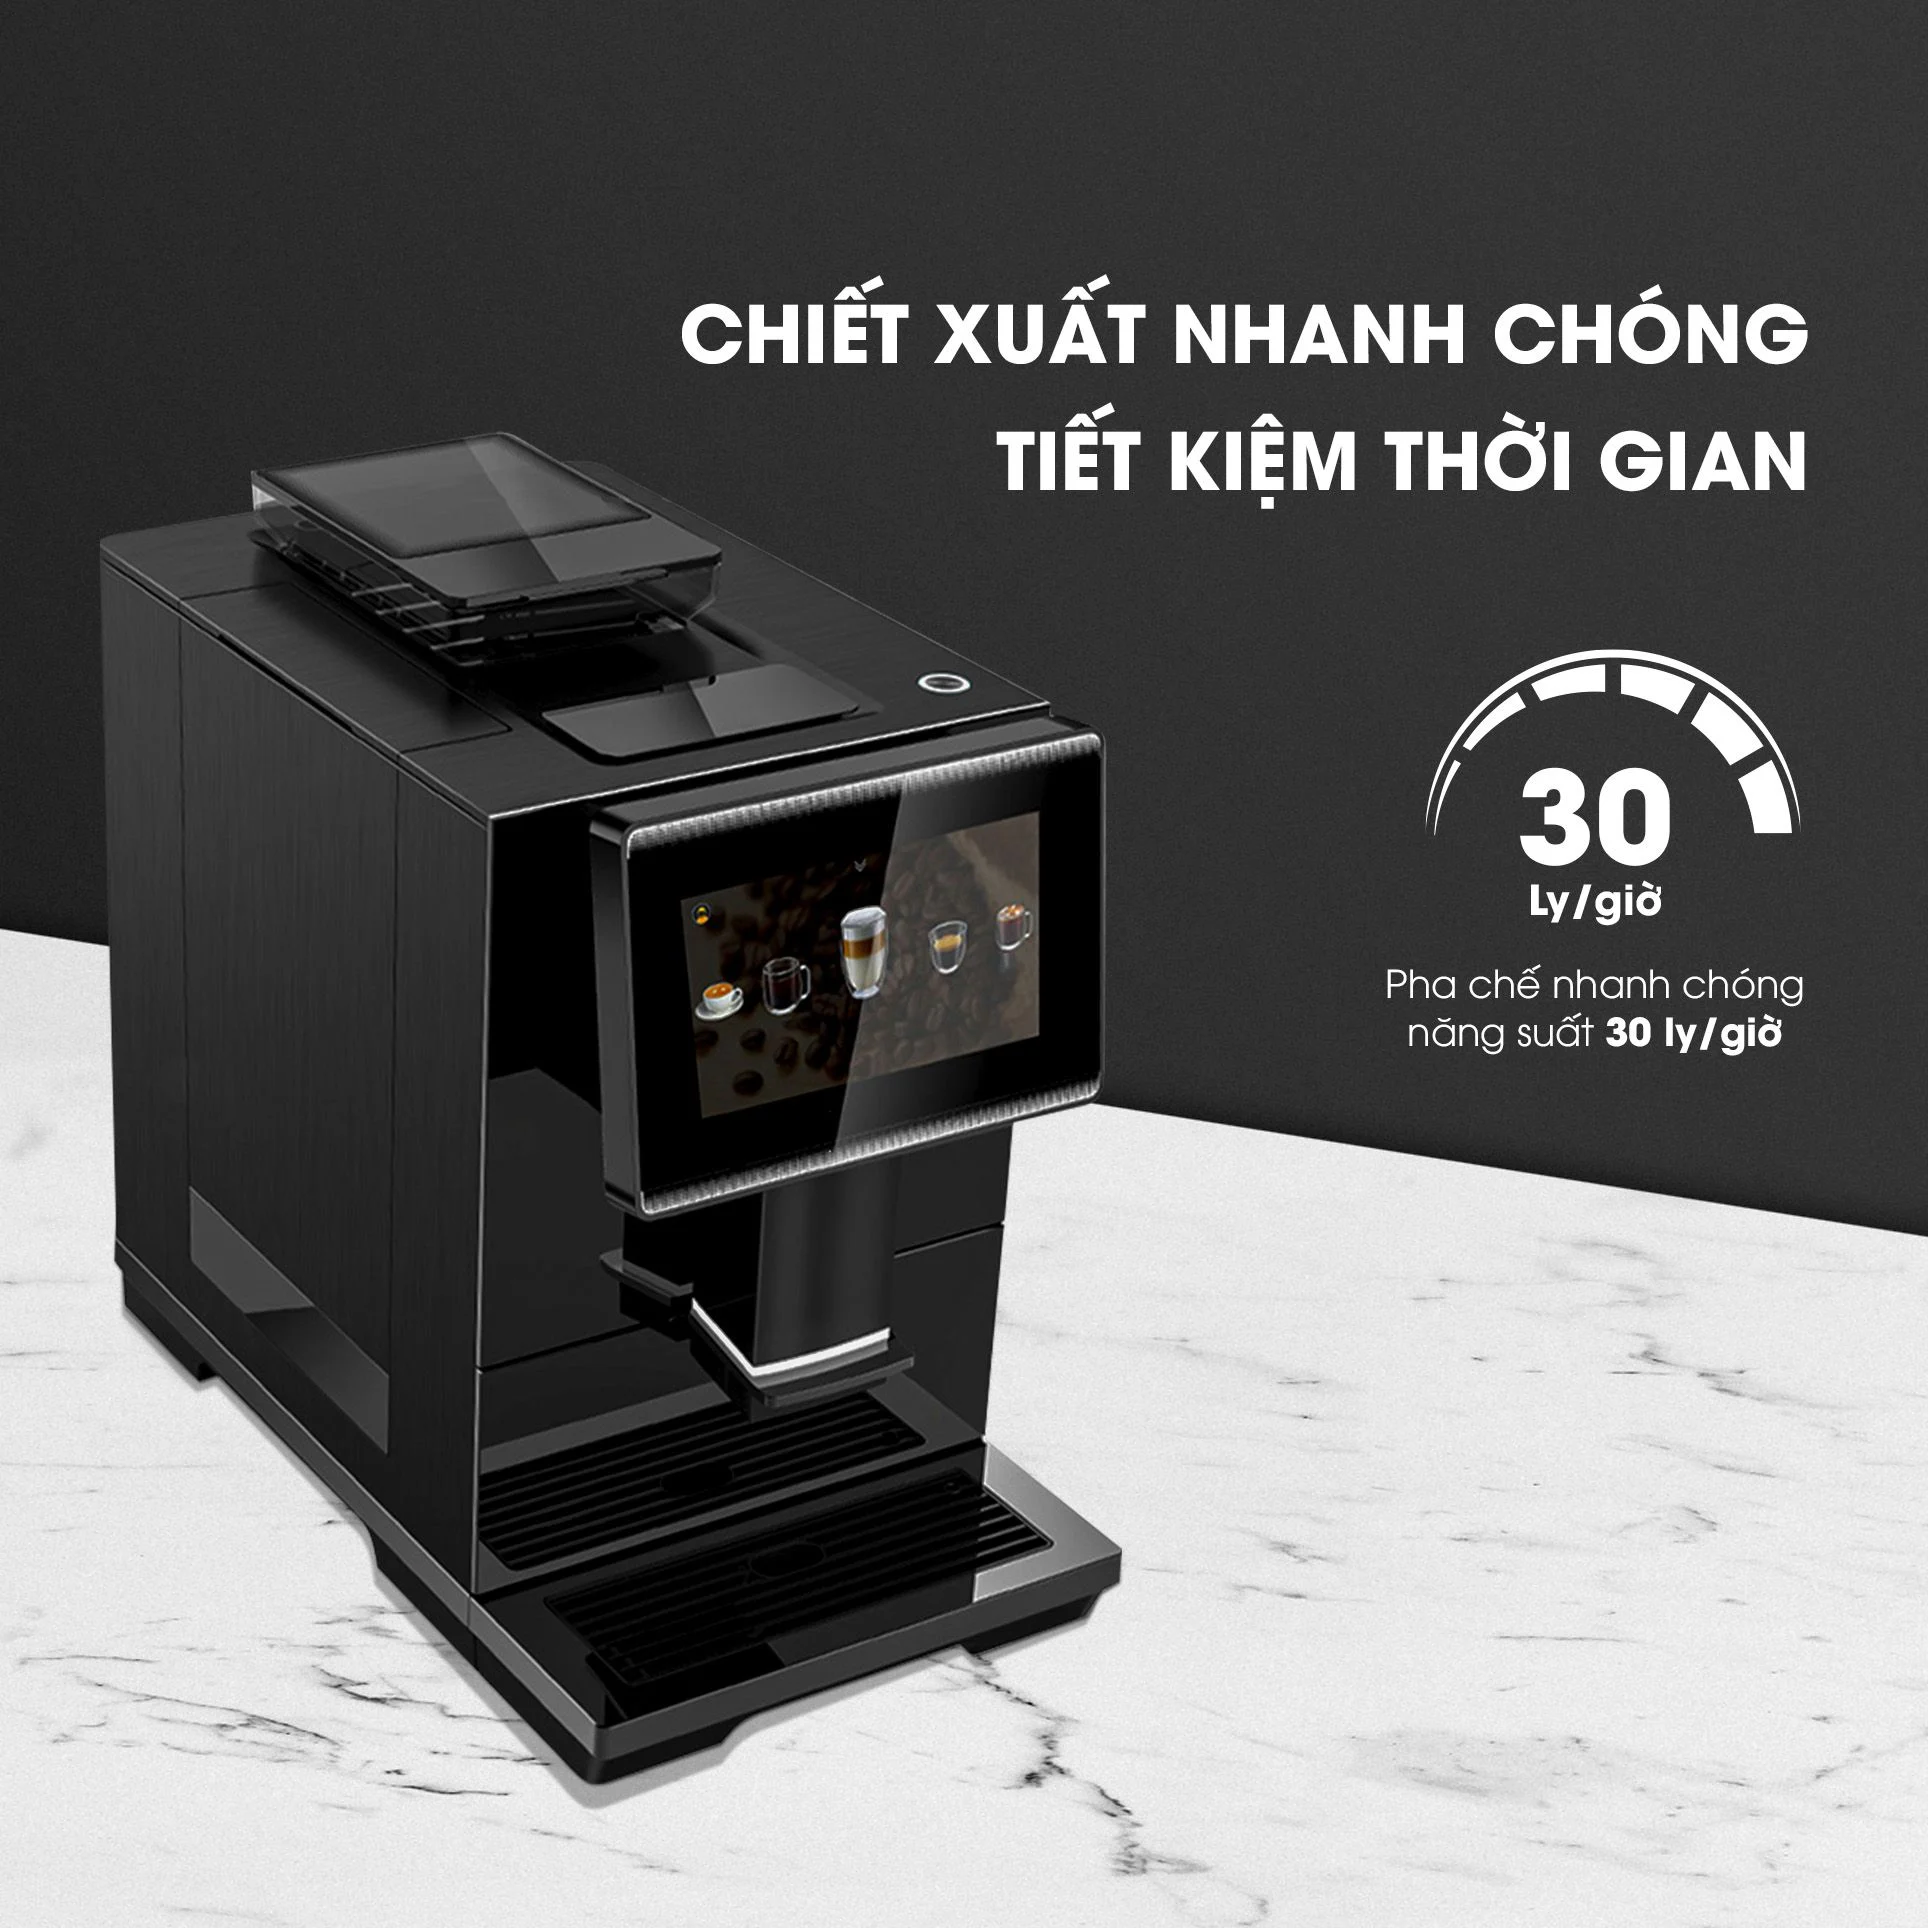 CHIẾT XUẤT NHANH CHÓNG
TIẾT KIỆM THỜI GIAN
30
Ly/giờ
Pha chế nhanh chóng
năng suất 30 ly/giờ